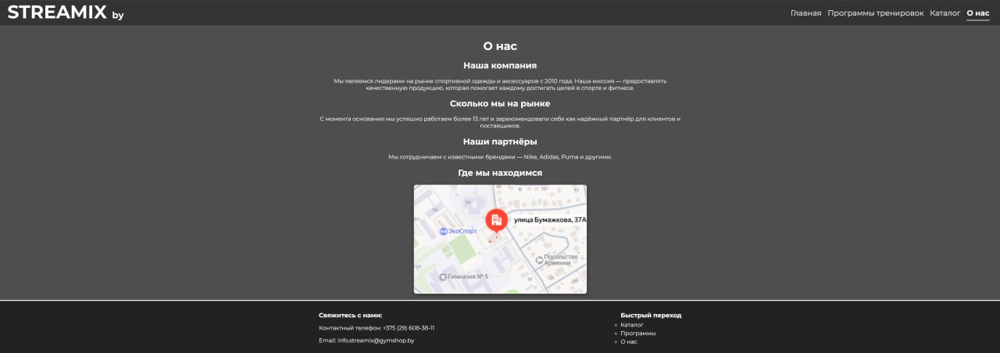 STREAMIX by
Главная Программы тренировок Каталог О нас
О нас
Наша компания
Мы являемся лидерами на рынке спортивной одежды и аксессуаров с 2010 года. Наша миссия — предоставлять
качественную продукцию, которая помогает каждому достигать целей в спорте и фитнесе.
Сколько мы на рынке
С момента основания мы успешно работаем более 13 лет и зарекомендовали себя как надёжный партнёр для клиентов и
поставщиков.
Наши партнёры
Мы сотрудничаем с известными брендами — Nike, Adidas, Puma и другими.
Где мы находимся
улица Бумажкова, 37А
ЭкоСпорт
Посольство
Армении
Гимназия № 5
Свяжитесь с нами:
Контактный телефон: +375 (29) 608-38-11
Email: info.streamix@gymshop.by
Быстрый переход
Каталог
Программы
О нас